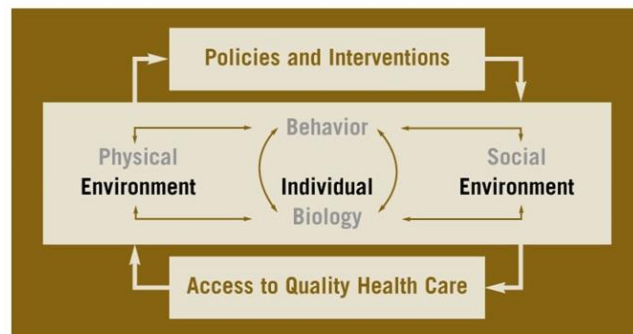 Policies and Interventions
Behavior
Physical
Environment
Individual
Social
Environment
Biology
Access to Quality Health Care